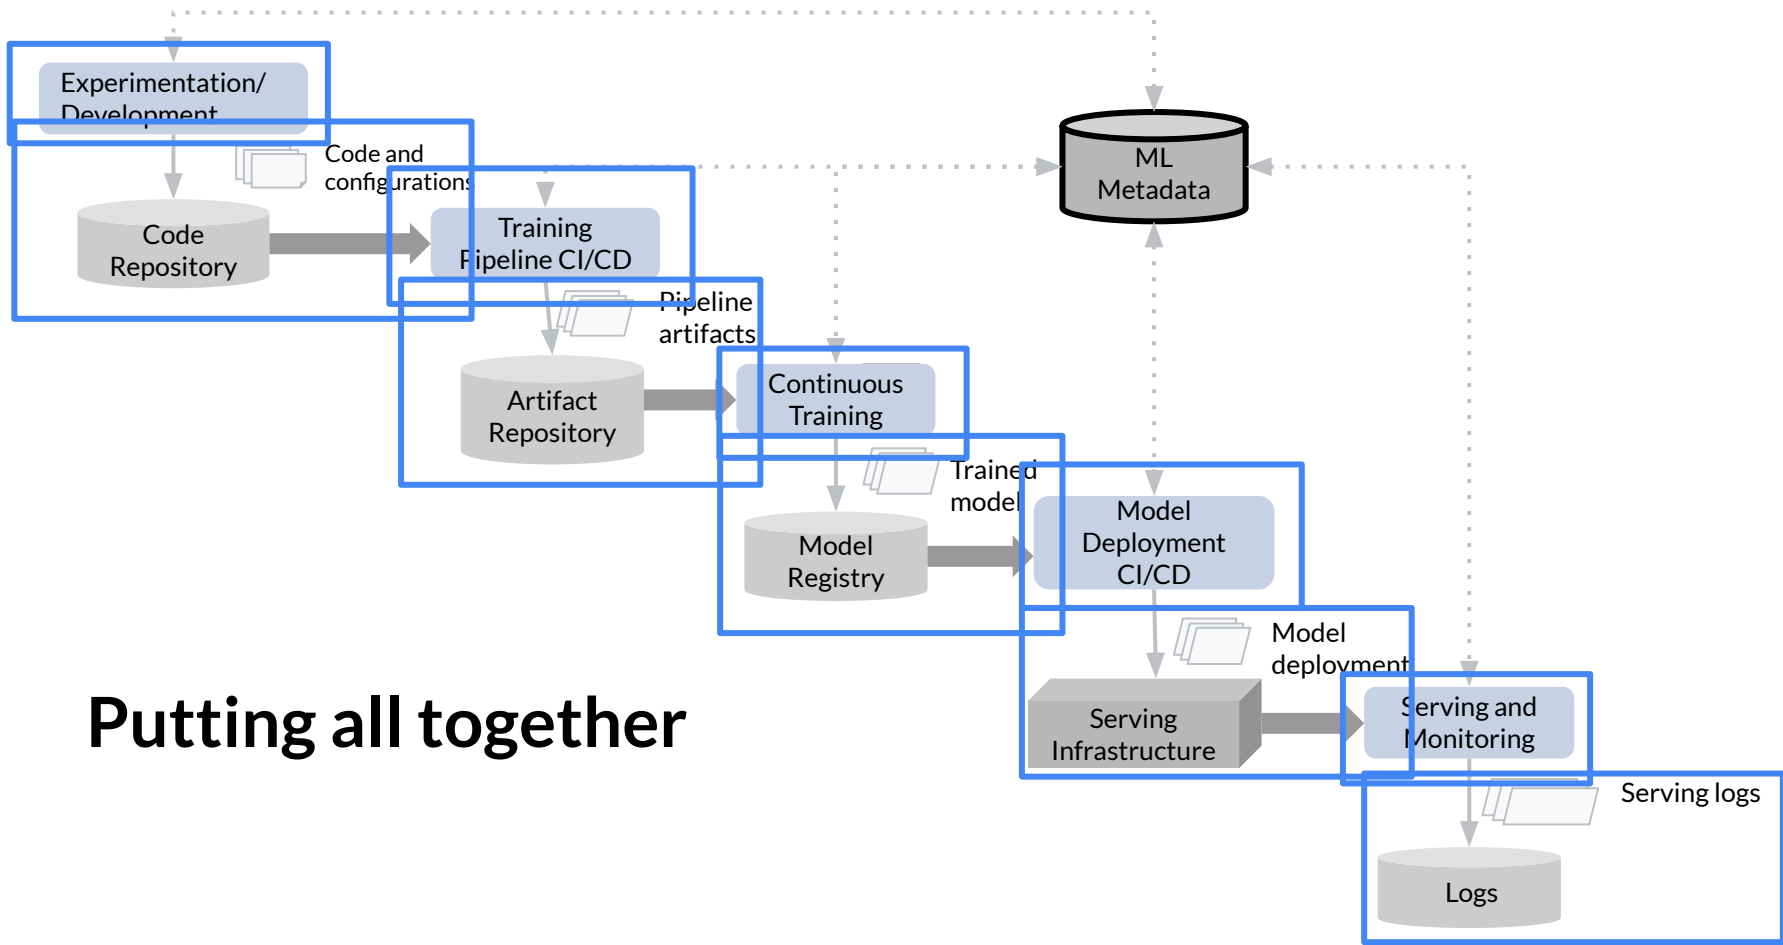 Experimentation/
Development
Code and
configurations
Code
Repository
Training
Pipeline CI/CD
Pipeline
artifacts
Artifact
Repository
Continuous
Training
Trained
model
Model
Registry
ML
Metadata
Model
Deployment
CI/CD
Model
deployment
Serving
Infrastructure
Serving and
Monitoring
Serving logs
Logs
Putting all together